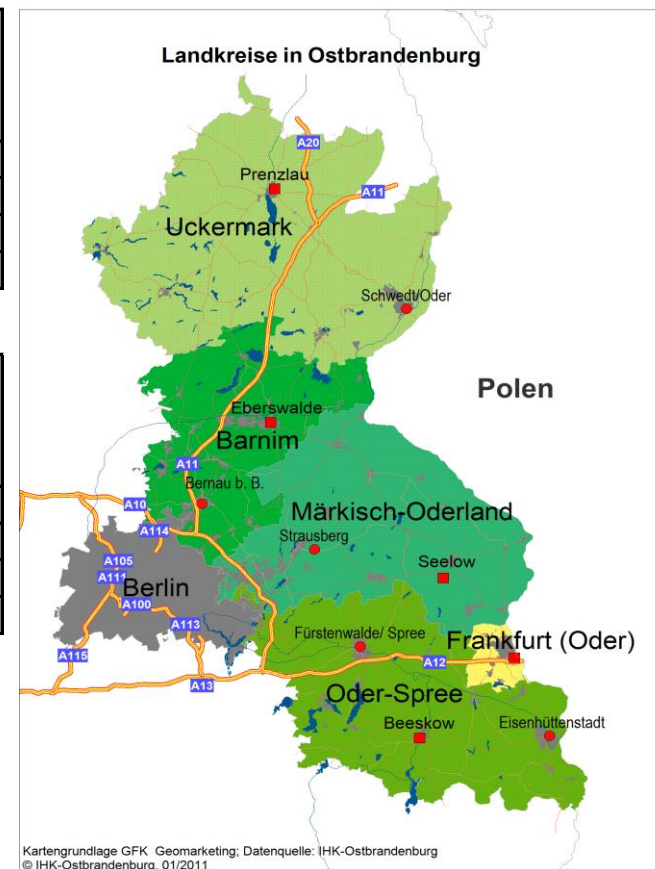 Landkreise in Ostbrandenburg
A20
Prenzlau
A11
Uckermark
Schwedt/Oder
Polen
Eberswalde
Barnim
A11
Bernau b. B.
A10
Märkisch-Oderland
A114
Strausberg
A105
Seelow
A111
Berlin
A100
A113
Fürstenwalde/ Spree
Frankfurt (Oder)
A115
A12
A13
Oder-Spree
Beeskow
Eisenhüttenstadt
Kartengrundlage GFK Geomarketing; Datenquelle: IHK-Ostbrandenburg
© IHK-Ostbrandenburg, 01/2011